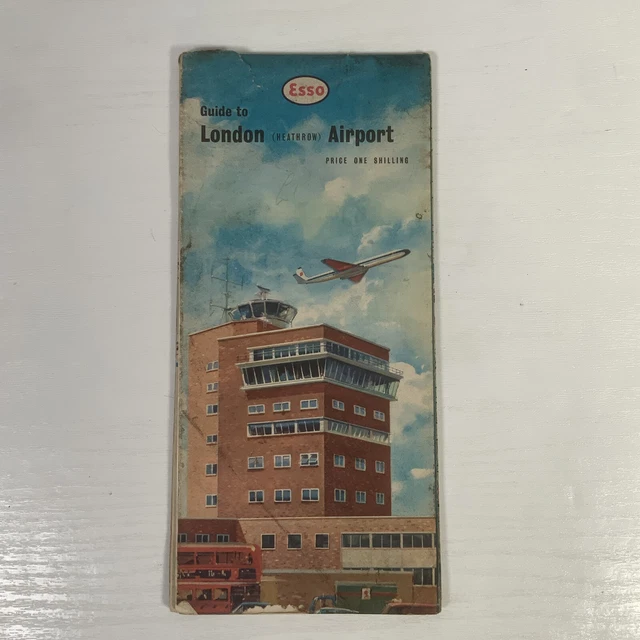 Esso
Guide to
London (HEATHROW) Airport
PRICE ONE SHILLING